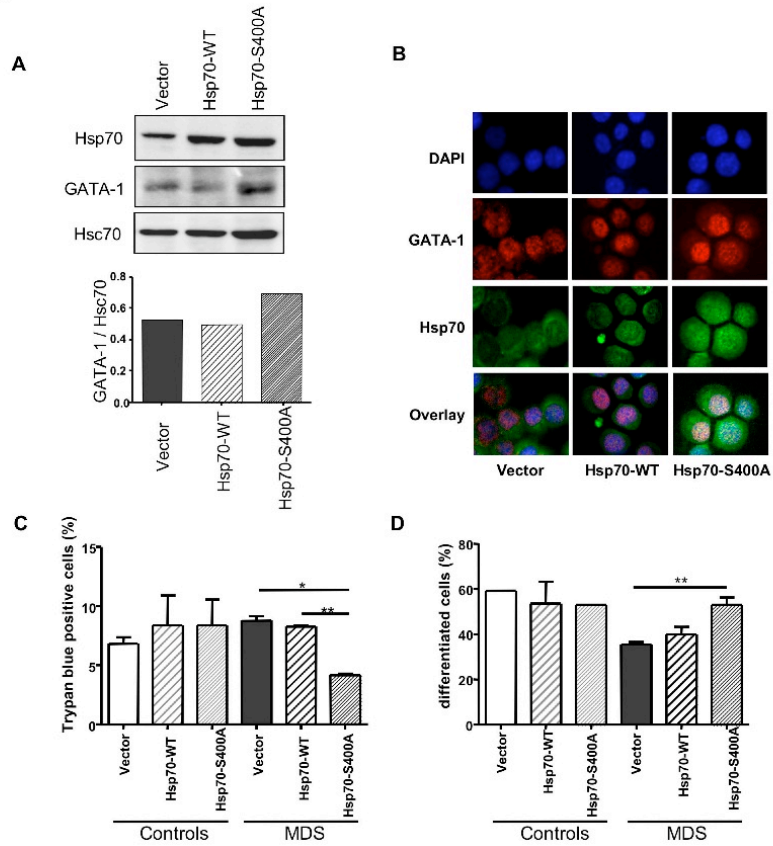 A
Vector
Hsp70-WT
Hsp70-S400A
Hsp70
GATA-1
Hsc70
GATA-1 / Hsc70
0.8
0.6
0.4
0.2
0.0
Vector
Hsp70-WT
Hsp70-S400A
B
DAPI
GATA-1
Hsp70
Overlay
Vector Hsp70-WT Hsp70-S400A
C
Trypan blue positive cells (%)
15
10
5
0
*
**
Vector
Hsp70-WT
Hsp70-S400A
Vector
Hsp70-WT
Hsp70-S400A
Controls MDS
D
differentiated cells (%)
80
60
40
20
0
**
Vector
Hsp70-WT
Hsp70-S400A
Vector
Hsp70-WT
Hsp70-S400A
Controls MDS